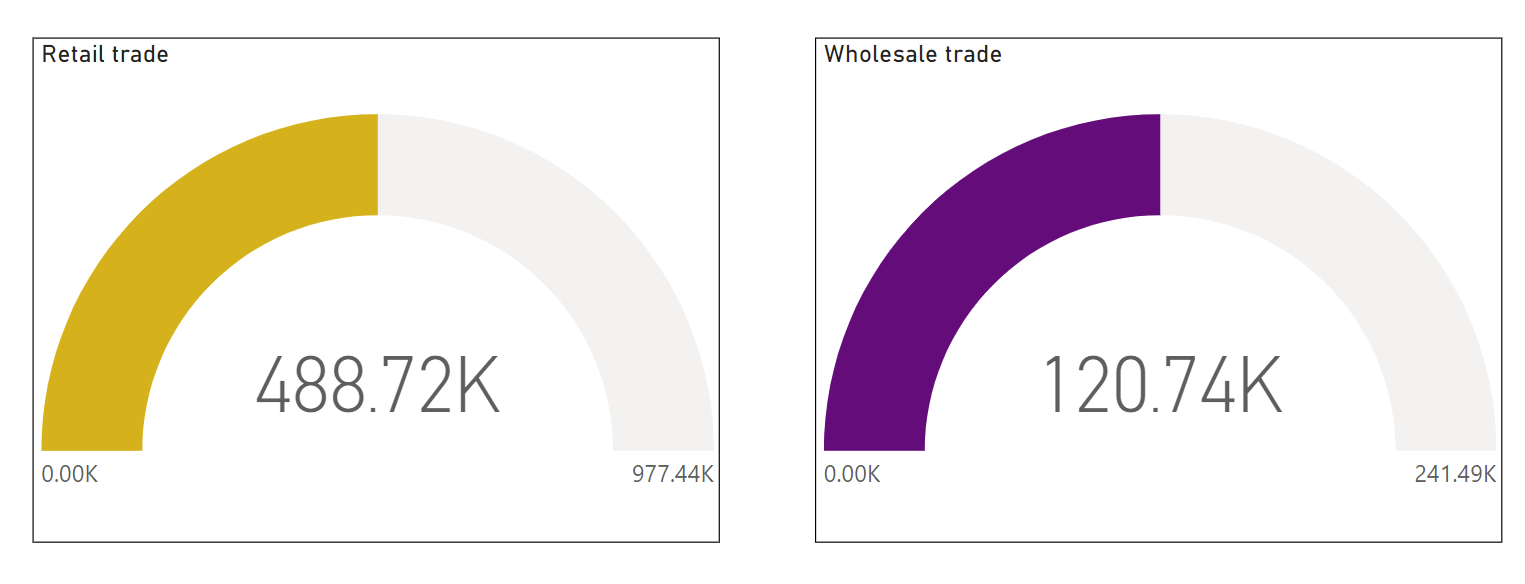 Retail trade
488.72K
0.00K
977.44K
Wholesale trade
120.74K
0.00K
241.49K